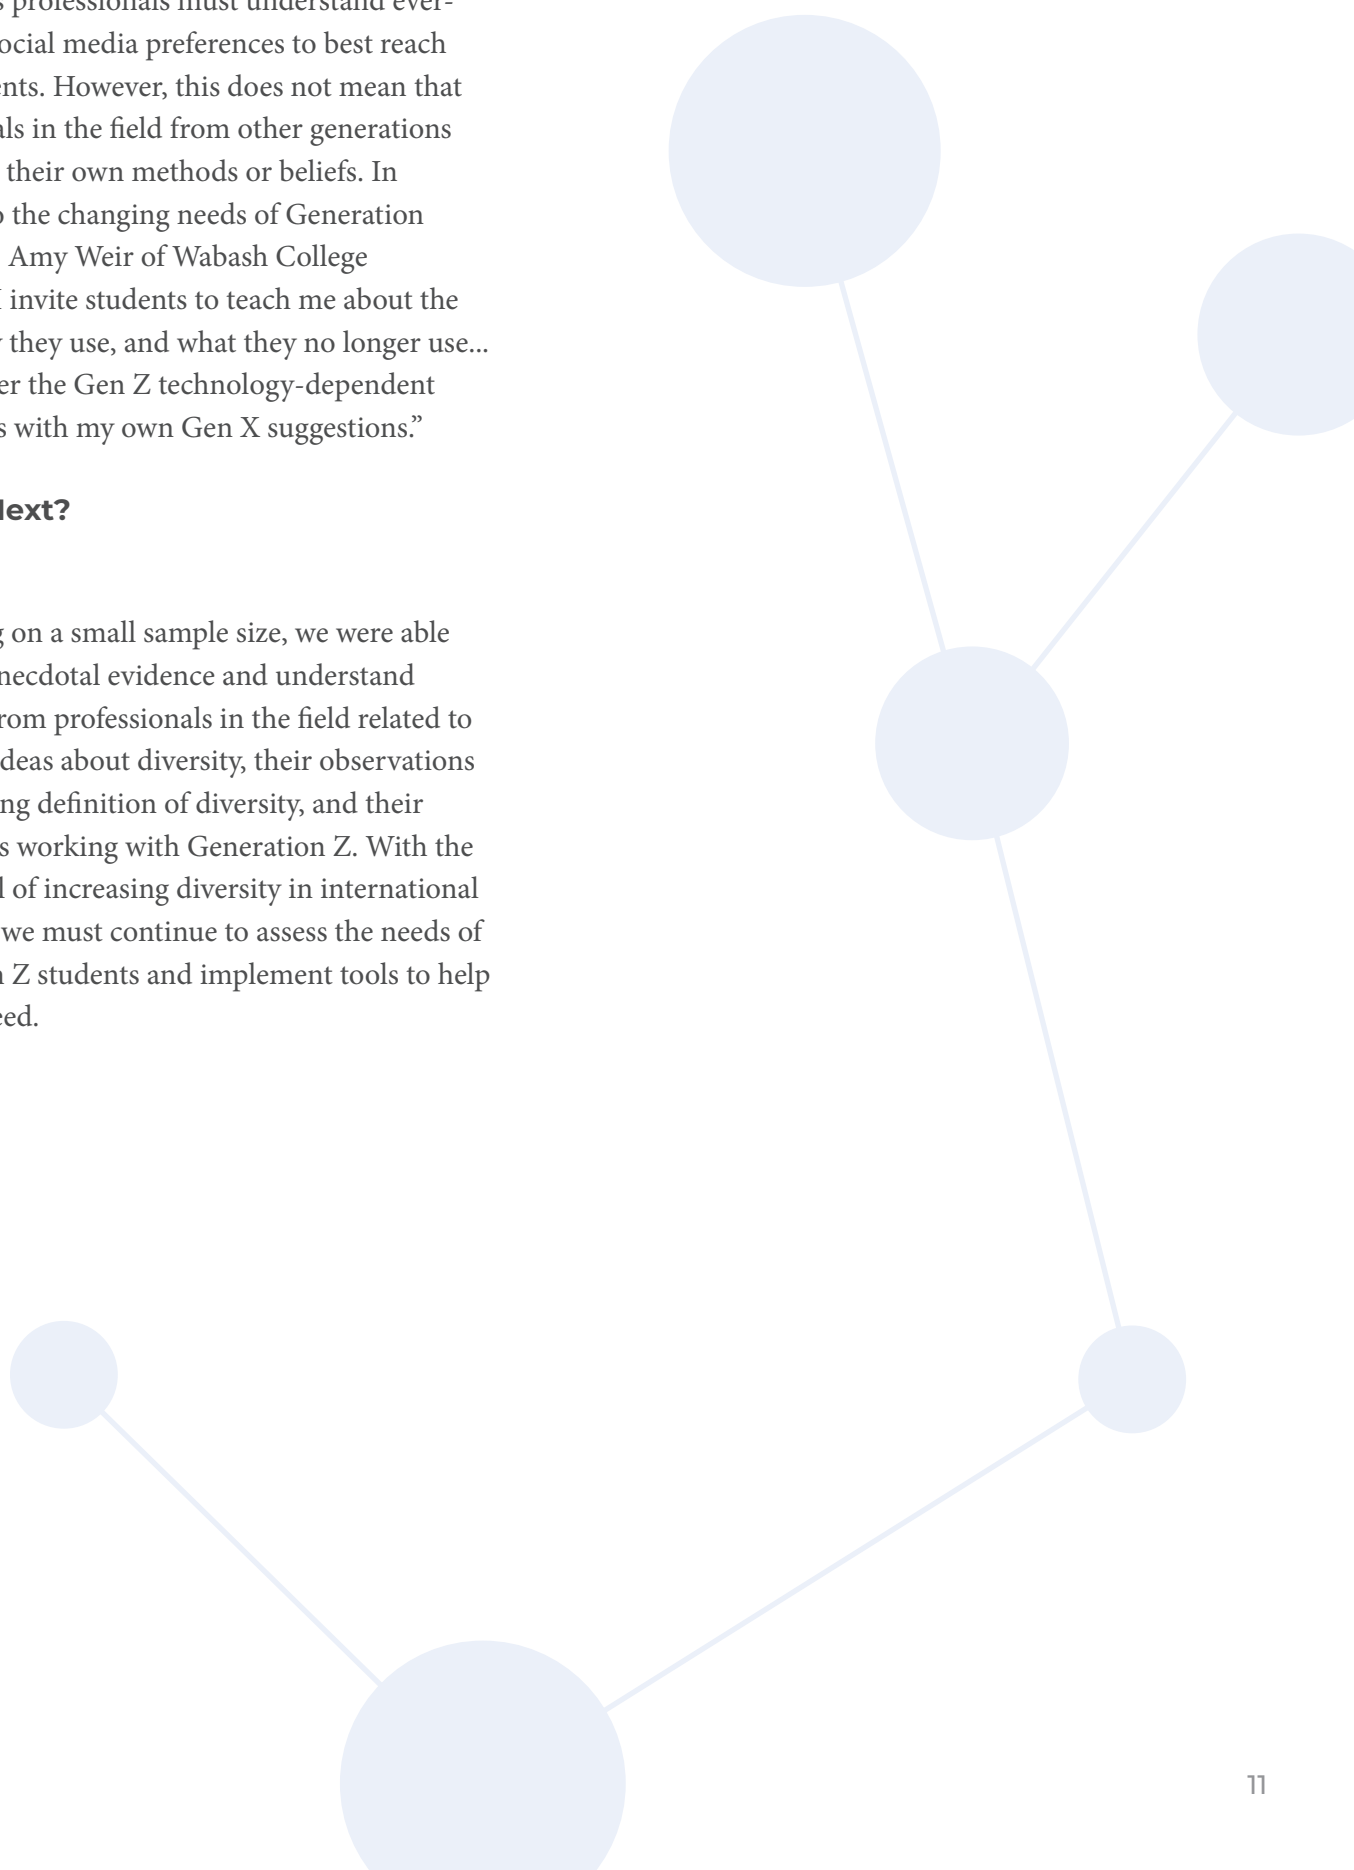 professionals must understand ever-
ocial media preferences to best reach
ents. However, this does not mean that
als in the field from other generations
their own methods or beliefs. In
o the changing needs of Generation
Amy Weir of Wabash College
I invite students to teach me about the
y they use, and what they no longer use...
er the Gen Z technology-dependent
s with my own Gen X suggestions.”
ext?
g on a small sample size, we were able
necdotal evidence and understand
rom professionals in the field related to
deas about diversity, their observations
ng definition of diversity, and their
s working with Generation Z. With the
l of increasing diversity in international
we must continue to assess the needs of
n Z students and implement tools to help
eed.
11